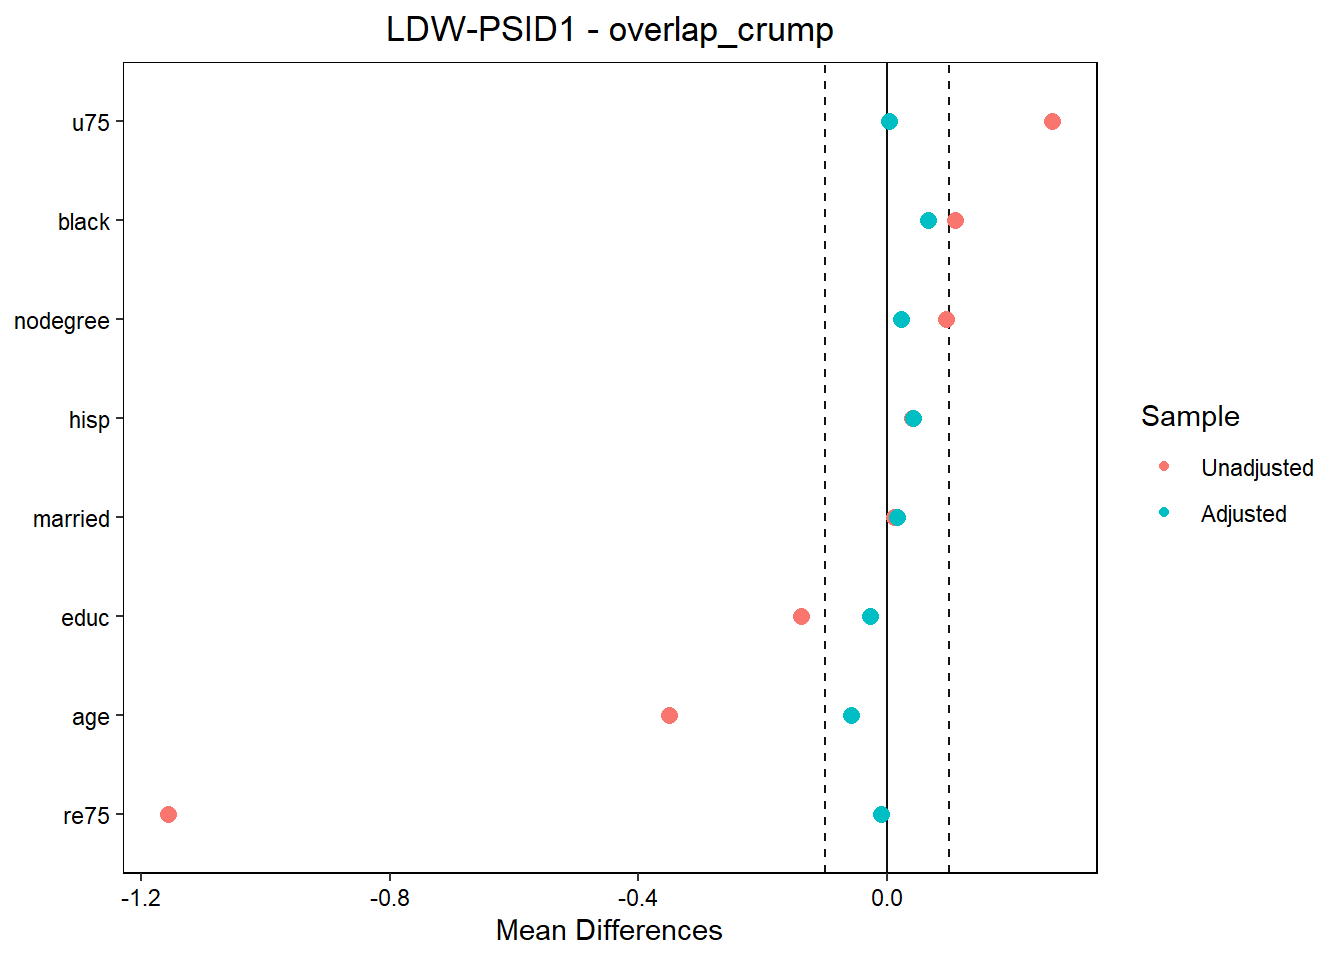 LDW-PSID1 - overlap_crump
u75
black
nodegree
hisp
married
educ
age
re75
-1.2 -0.8 -0.4 0.0
Mean Differences
Sample
Unadjusted
Adjusted